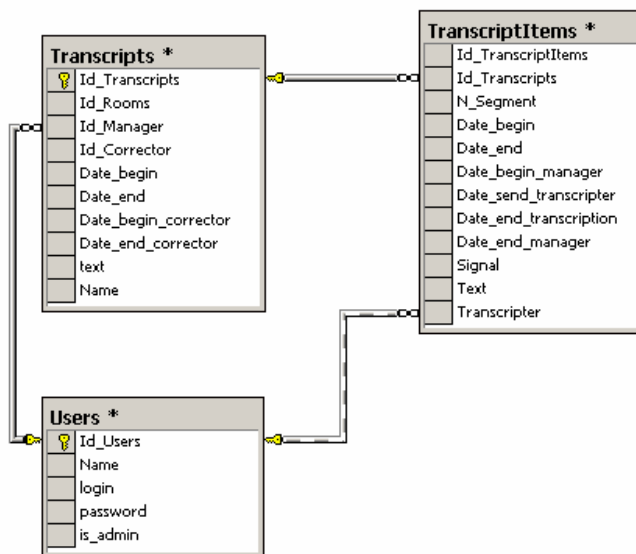 Transcripts *
Id_Transcripts
Id_Rooms
Id_Manager
Id_Corrector
Date_begin
Date_end
Date_begin_corrector
Date_end_corrector
text
Name
TranscriptItems *
Id_TranscriptItems
Id_Transcripts
N_Segment
Date_begin
Date_end
Date_begin_manager
Date_send_transcripter
Date_end_transcription
Date_end_manager
Signal
Text
Transcripter
Users *
Id_Users
Name
login
password
is_admin